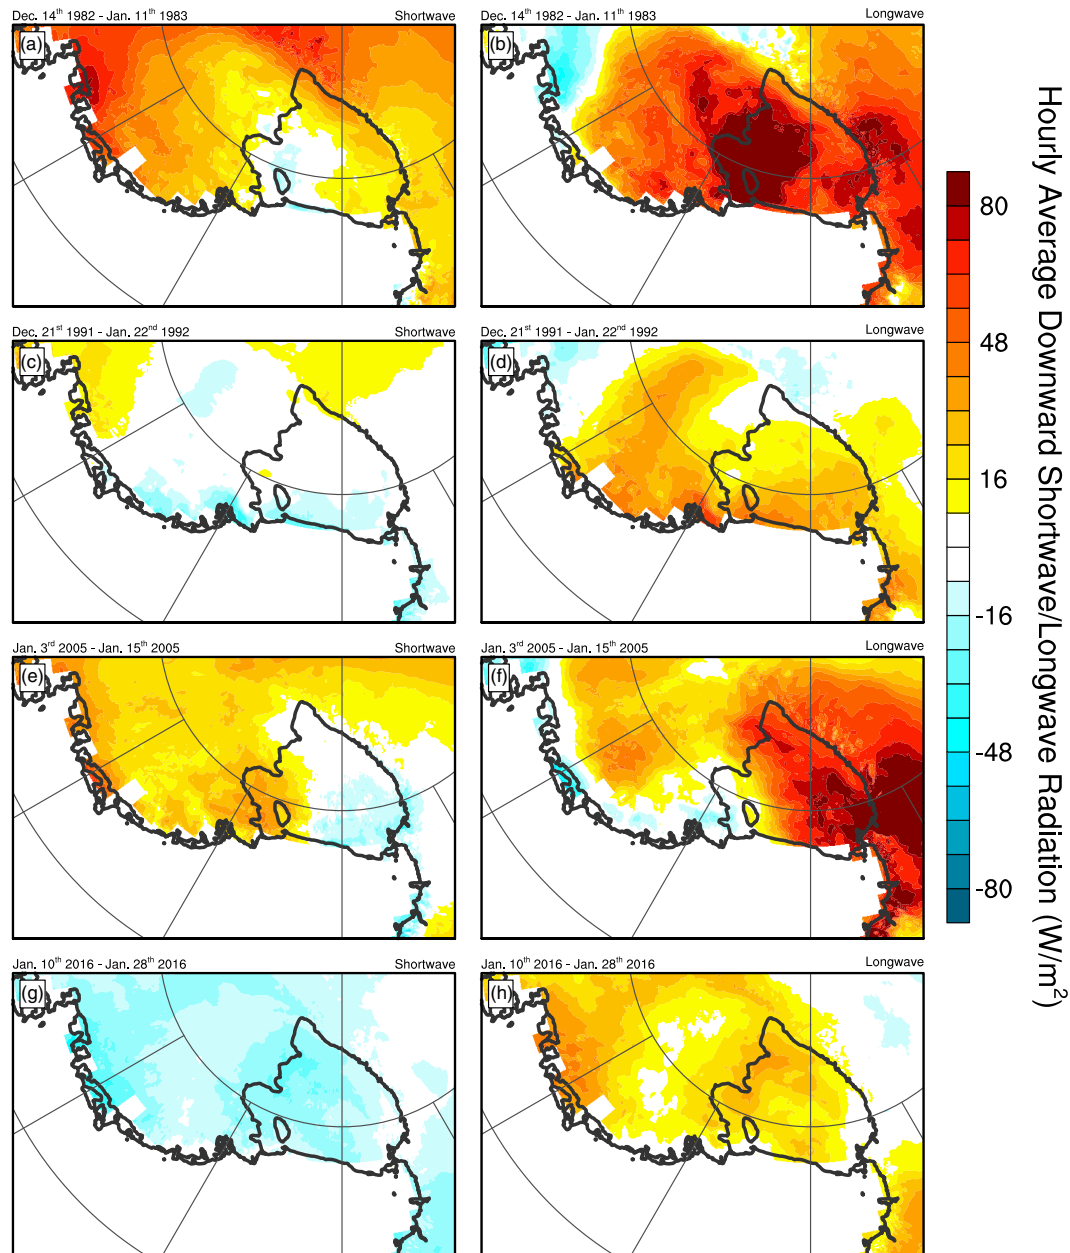 Dec. 14th 1982 - Jan. 11th 1983 Shortwave
(a)
Dec. 14th 1982 - Jan. 11th 1983 Longwave
(b)
Dec. 21st 1991 - Jan. 22nd 1992 Shortwave
(c)
Dec. 21st 1991 - Jan. 22nd 1992 Longwave
(d)
Jan. 3rd 2005 - Jan. 15th 2005 Shortwave
(e)
Jan. 3rd 2005 - Jan. 15th 2005 Longwave
(f)
Jan. 10th 2016 - Jan. 28th 2016 Shortwave
(g)
Jan. 10th 2016 - Jan. 28th 2016 Longwave
(h)
80
48
16
-16
-48
-80
Hourly Average Downward Shortwave/Longwave Radiation (W/m²)